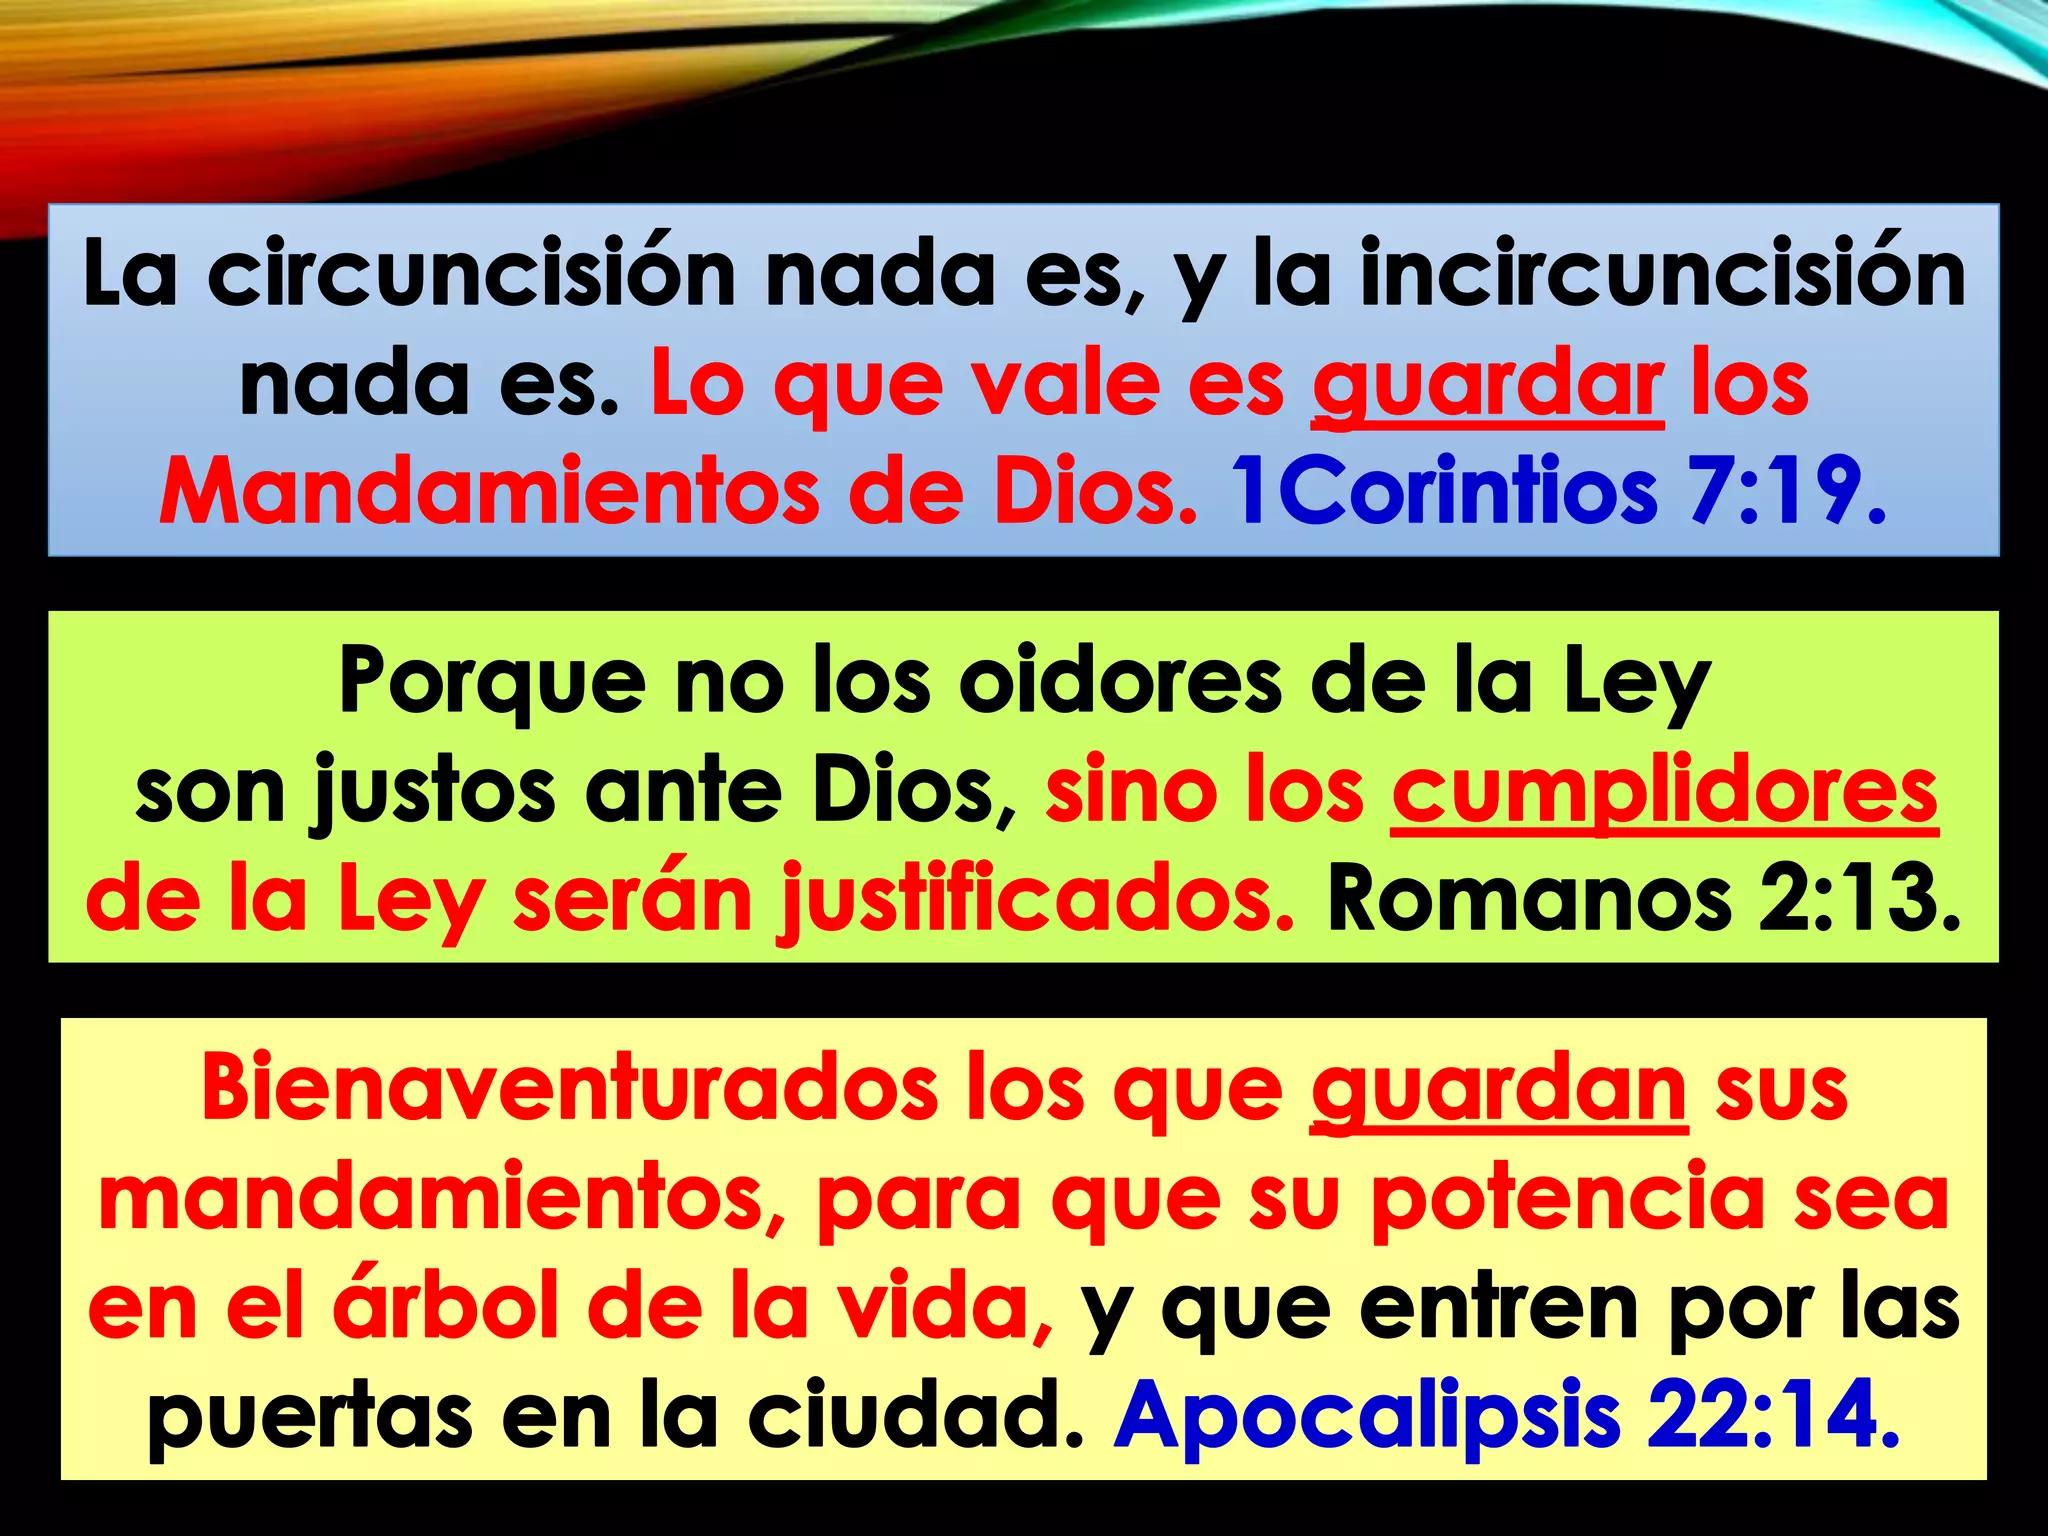 La circuncisión nada es, y la incircuncisión
nada es. Lo que vale es guardar los
Mandamientos de Dios. 1Corintios 7:19.
Porque no los oidores de la Ley
son justos ante Dios, sino los cumplidores
de la Ley serán justificados. Romanos 2:13.
Bienaventurados los que guardan sus
mandamientos, para que su potencia sea
en el árbol de la vida, y que entren por las
puertas en la ciudad. Apocalipsis 22:14.